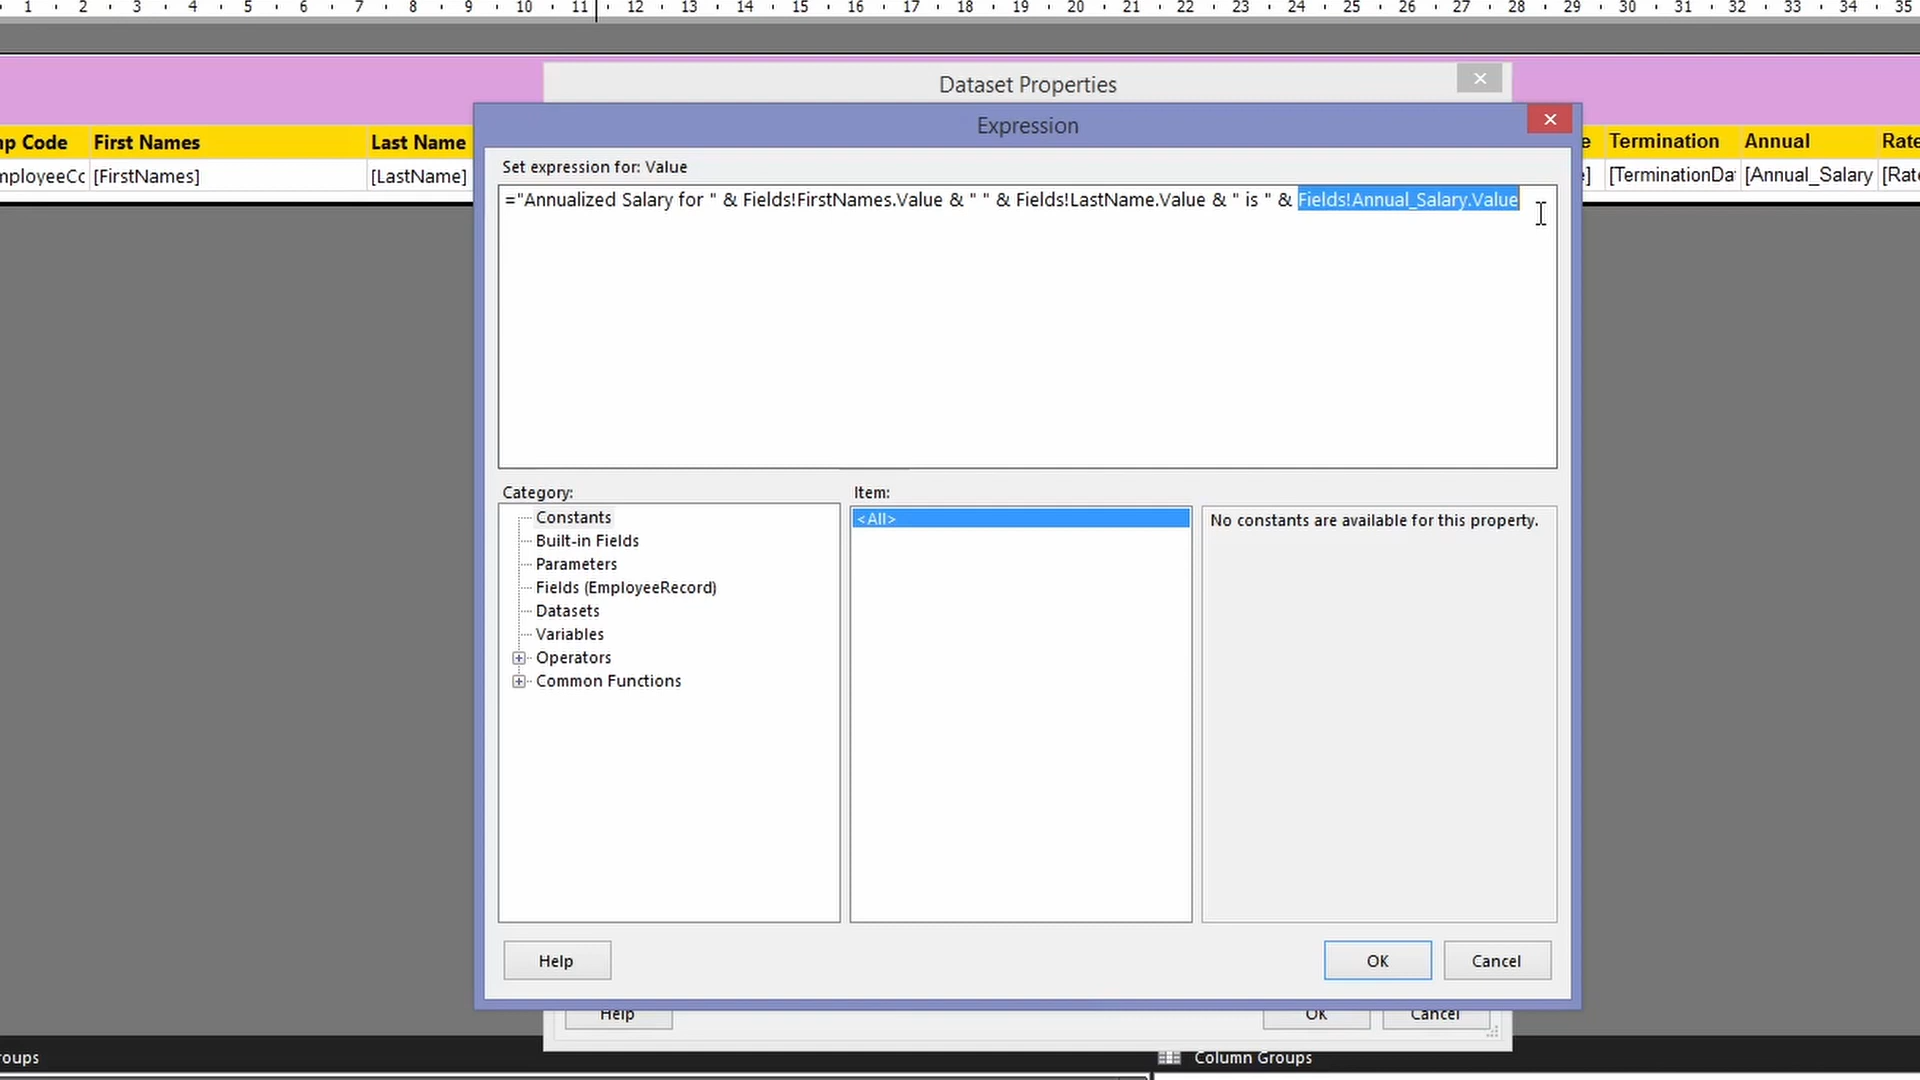 1 2 3 4 5 6 7 8 9 10 11 12 13 14 15 16 17 18 19 20 21 22 23 24 25 26 27 28 29 30 31 32 33 34 35
Dataset Properties
Expression
mp Code First Names Last Name e Termination Annual Rate
mployeeCo [FirstNames] [LastName] e] [TerminationDa [Annual_Salary [Rat
Set expression for: Value
="Annualized Salary for " & Fields!FirstNames.Value & " " & Fields!LastName.Value & " is " & Fields!Annual_Salary.Value
Category: Item:
Constants
Built-in Fields
Parameters
Fields (EmployeeRecord)
Datasets
Variables
Operators
Common Functions
<All>
No constants are available for this property.
Help OK Cancel
Help OK Cancel
roups Column Groups